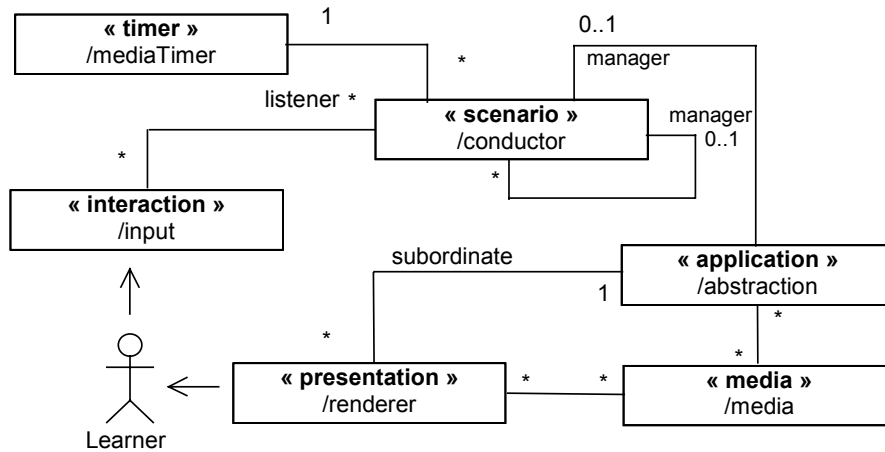 « timer »
/mediaTimer
1
*
0..1
manager
listener *
« scenario »
/conductor
manager
0..1
*
*
« interaction »
/input
subordinate
1
« application »
/abstraction
*
*
*
« presentation »
/renderer
*
*
« media »
/media
Learner